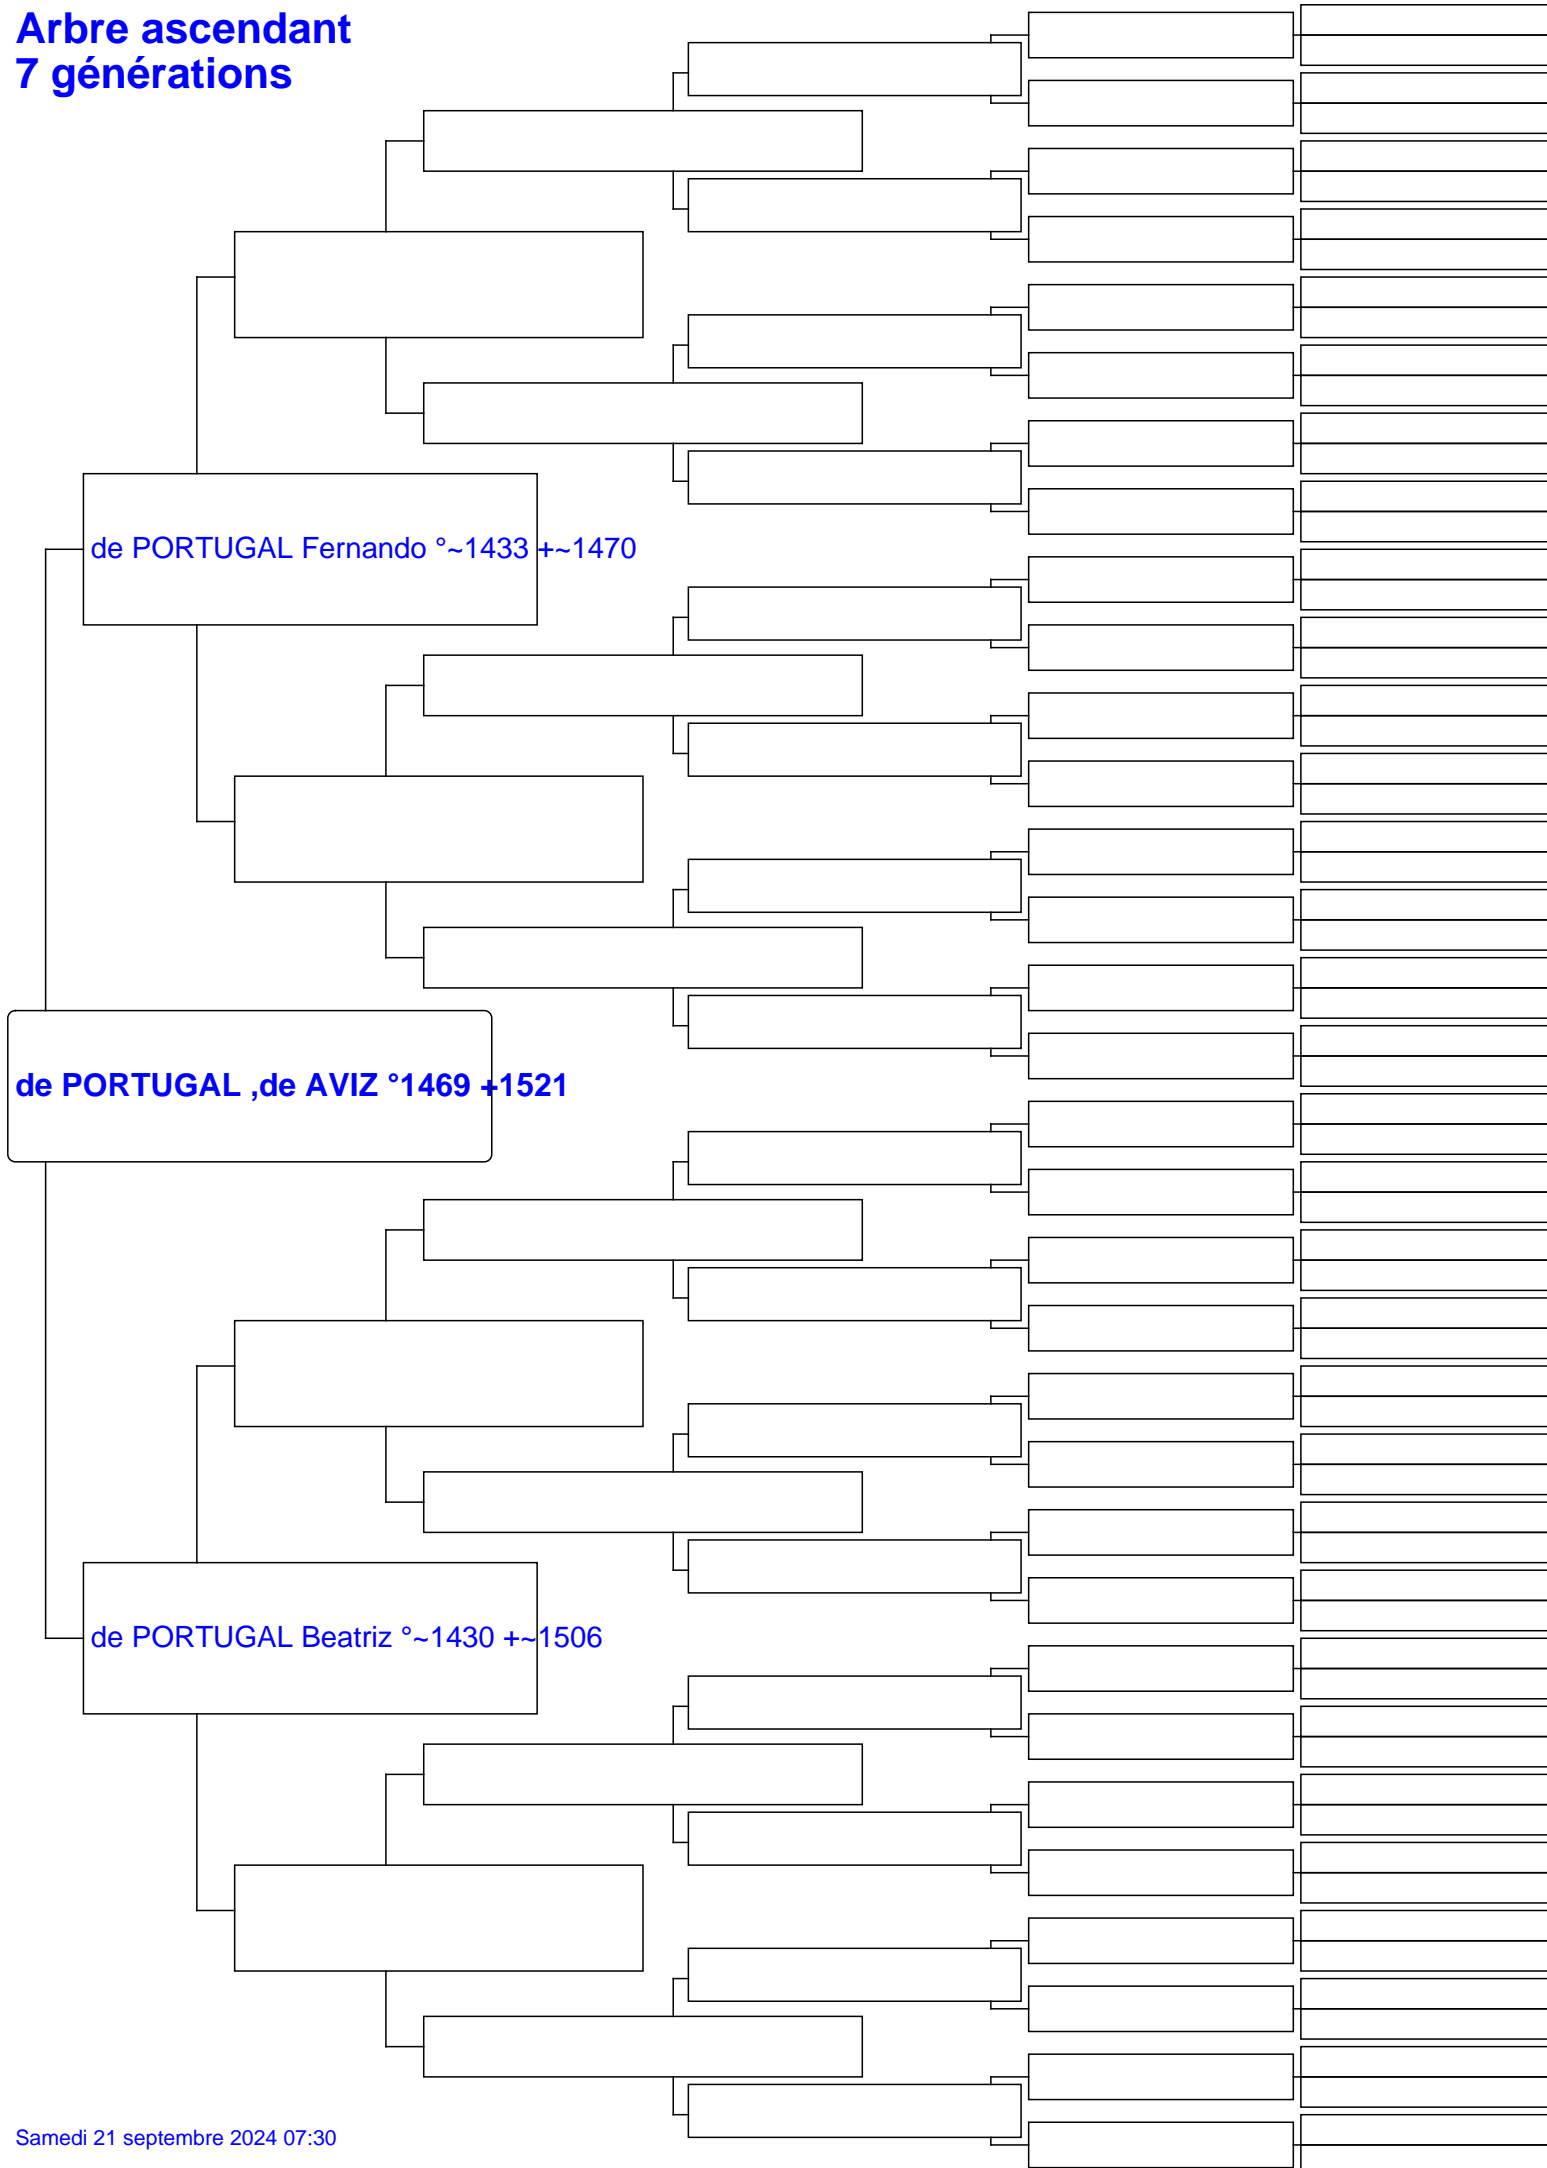 Arbre ascendant
7 générations
de PORTUGAL Fernando °~1433 +~1470
de PORTUGAL ,de AVIZ °1469 +1521
de PORTUGAL Beatriz °~1430 +~1506
Samedi 21 septembre 2024 07:30